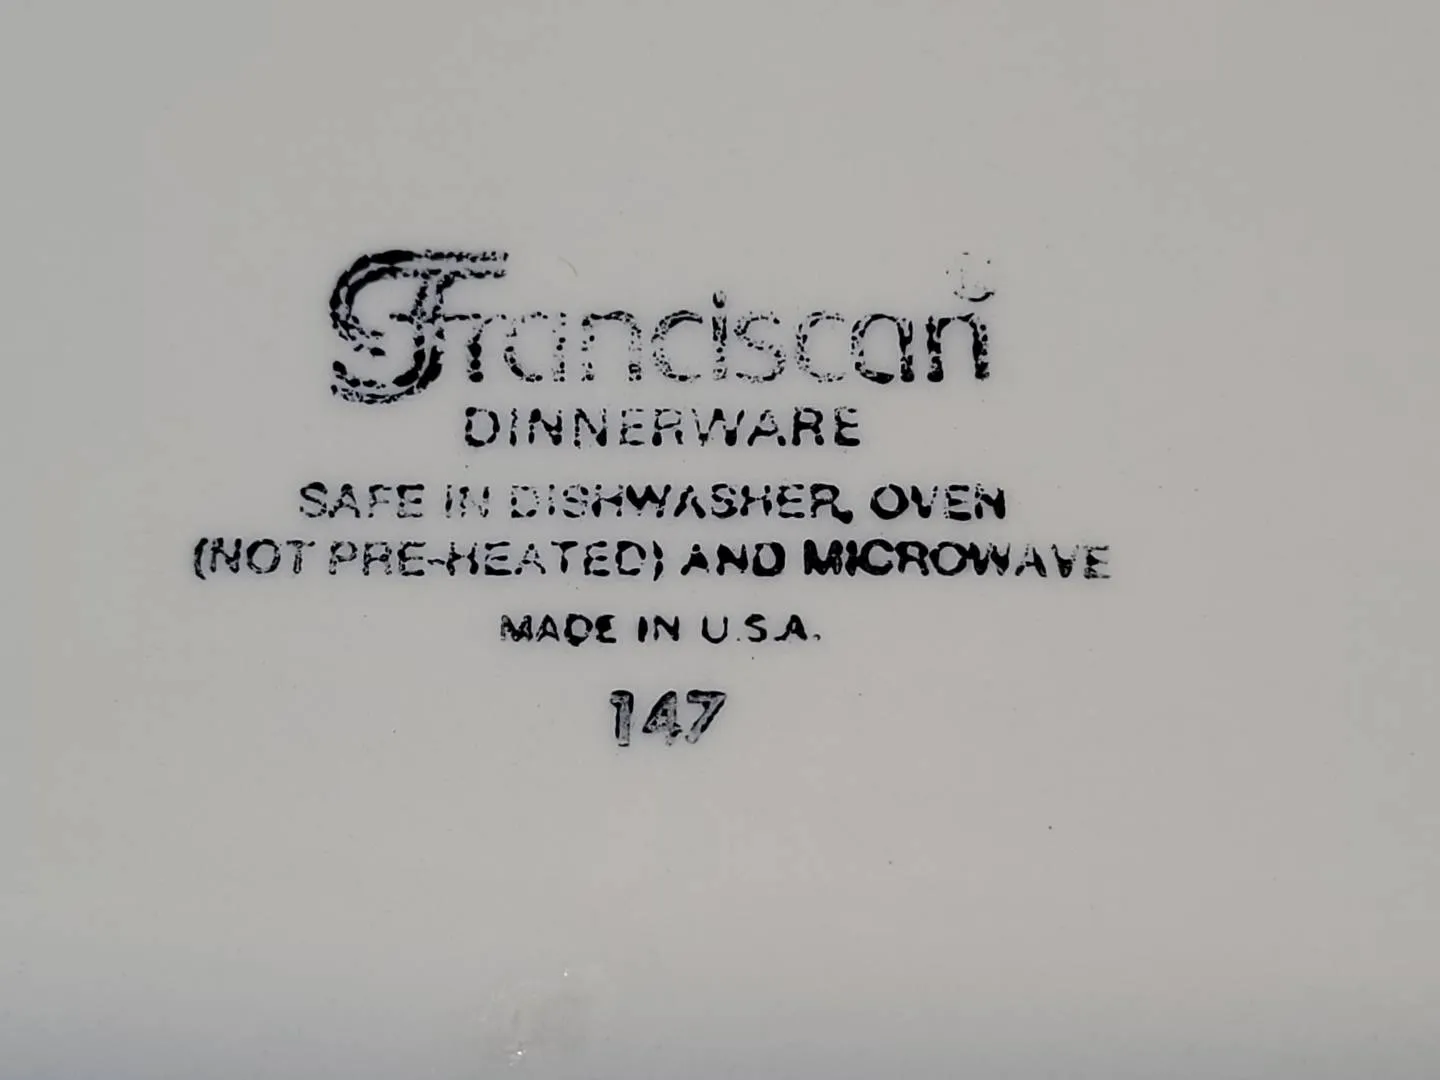 Franciscan®
DINNERWARE
SAFE IN DISHWASHER, OVEN
(NOT PRE-HEATED) AND MICROWAVE
MADE IN U.S.A.
147